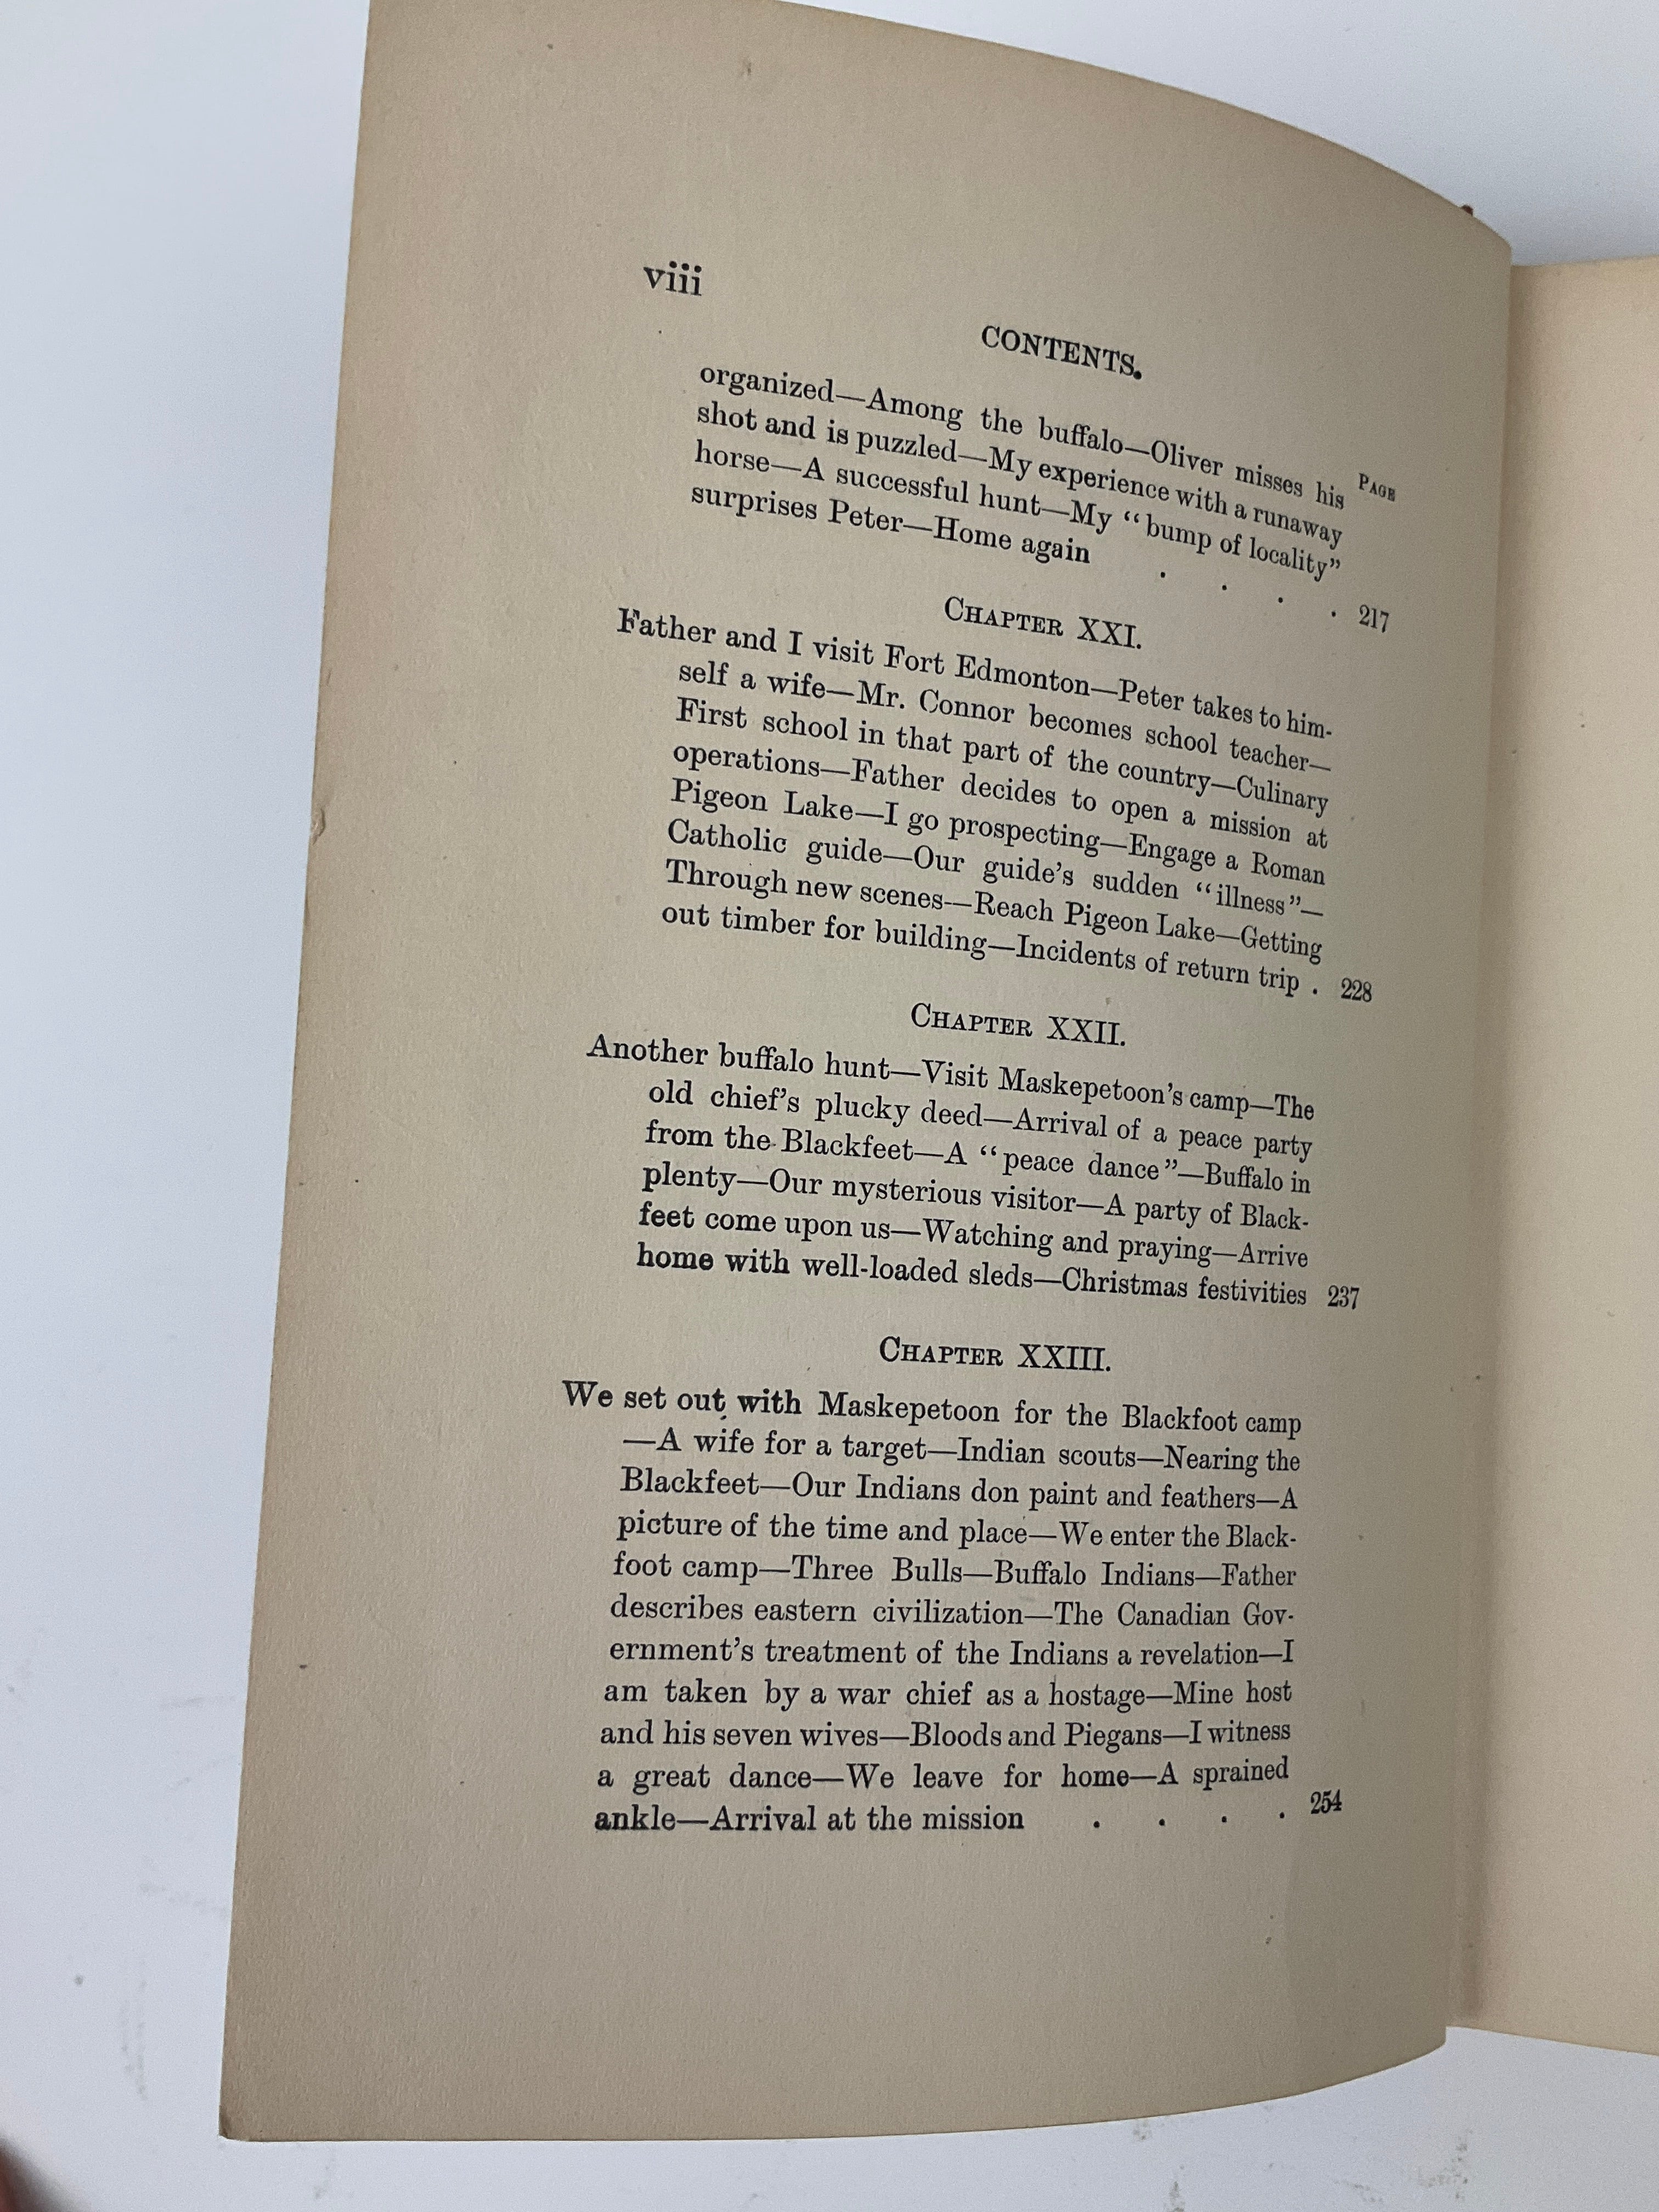 viii
CONTENTS.
PAGE
organized—Among the buffalo—Oliver misses his
shot and is puzzled—My experience with a runaway
horse—A successful hunt—My “bump of locality”
surprises Peter—Home again . . . . 217
CHAPTER XXI.
Father and I visit Fort Edmonton—Peter takes to him-
self a wife—Mr. Connor becomes school teacher—
First school in that part of the country—Culinary
operations—Father decides to open a mission at
Pigeon Lake—I go prospecting—Engage a Roman
Catholic guide—Our guide’s sudden “illness”—
Through new scenes—Reach Pigeon Lake—Getting
out timber for building—Incidents of return trip . 228
CHAPTER XXII.
Another buffalo hunt—Visit Maskepetoon’s camp—The
old chief’s plucky deed—Arrival of a peace party
from the Blackfeet—A “peace dance”—Buffalo in
plenty—Our mysterious visitor—A party of Black-
feet come upon us—Watching and praying—Arrive
home with well-loaded sleds—Christmas festivities 237
CHAPTER XXIII.
We set out with Maskepetoon for the Blackfoot camp
—A wife for a target—Indian scouts—Nearing the
Blackfeet—Our Indians don paint and feathers—A
picture of the time and place—We enter the Black-
foot camp—Three Bulls—Buffalo Indians—Father
describes eastern civilization—The Canadian Gov-
ernment’s treatment of the Indians a revelation—I
am taken by a war chief as a hostage—Mine host
and his seven wives—Bloods and Piegans—I witness
a great dance—We leave for home—A sprained
ankle—Arrival at the mission . . . . 254